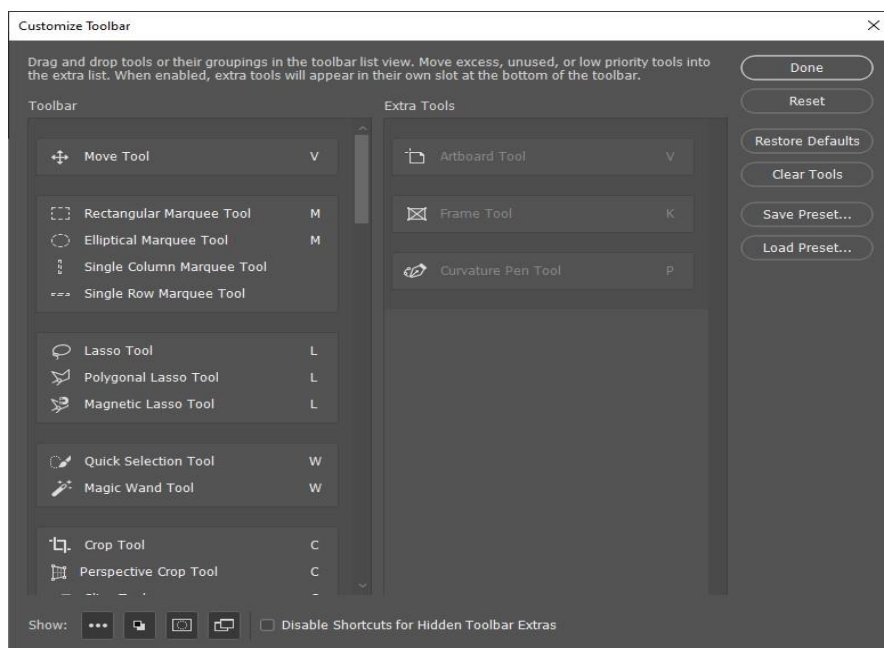 Customize Toolbar
Drag and drop tools or their groupings in the toolbar list view. Move excess, unused, or low priority tools into
the extra list. When enabled, extra tools will appear in their own slot at the bottom of the toolbar.
Toolbar
Move Tool V
Rectangular Marquee Tool M
Elliptical Marquee Tool M
Single Column Marquee Tool
Single Row Marquee Tool
Lasso Tool L
Polygonal Lasso Tool L
Magnetic Lasso Tool L
Quick Selection Tool W
Magic Wand Tool W
Crop Tool C
Perspective Crop Tool C
Extra Tools
Artboard Tool V
Frame Tool K
Curvature Pen Tool P
Done
Reset
Restore Defaults
Clear Tools
Save Preset...
Load Preset...
Show:
Disable Shortcuts for Hidden Toolbar Extras